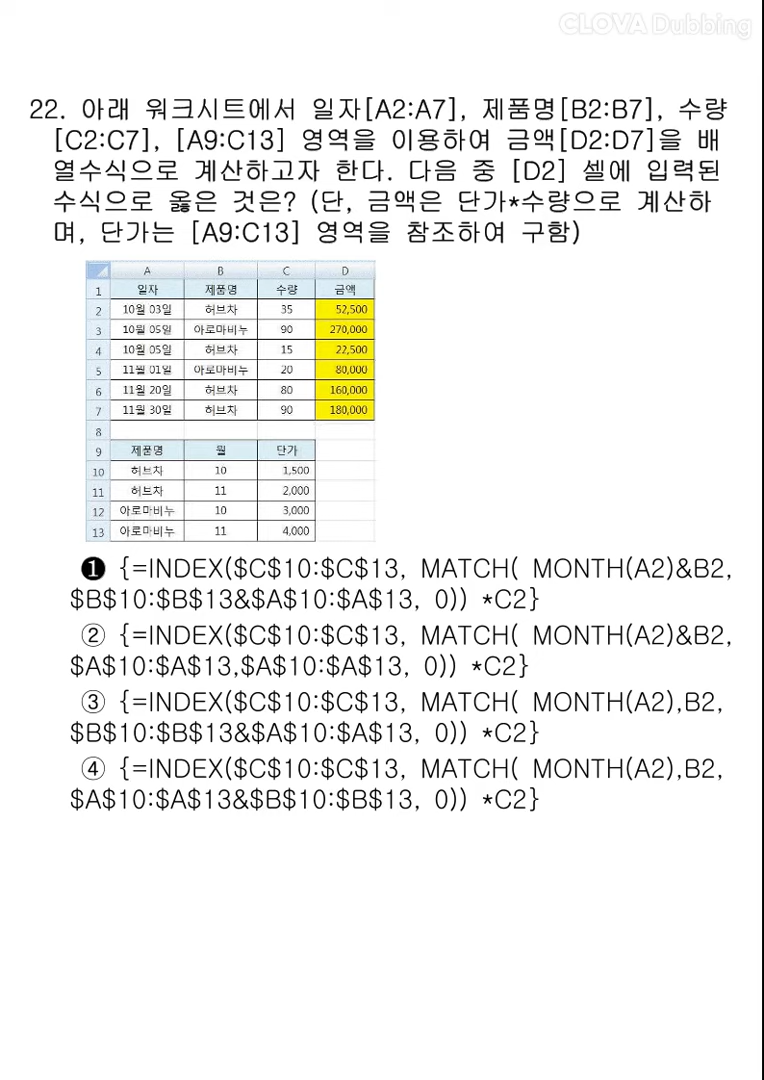 CLOVA Dubbing
22. 아래 워크시트에서 일자[A2:A7], 제품명[B2:B7], 수량
[C2:C7], [A9:C13] 영역을 이용하여 금액[D2:D7]을 배
열수식으로 계산하고자 한다. 다음 중 [D2] 셀에 입력된
수식으로 옳은 것은? (단, 금액은 단가*수량으로 계산하
며, 단가는 [A9:C13] 영역을 참조하여 구함)
A B C D
1 일자 제품명 수량 금액
2 10월 03일 허브차 35 52,500
3 10월 05일 아로마비누 90 270,000
4 10월 05일 허브차 15 22,500
5 11월 01일 아로마비누 20 80,000
6 11월 20일 허브차 80 160,000
7 11월 30일 허브차 90 180,000
8
9 제품명 월 단가
10 허브차 10 1,500
11 허브차 11 2,000
12 아로마비누 10 3,000
13 아로마비누 11 4,000
❶ {=INDEX($C$10:$C$13, MATCH( MONTH(A2)&B2,
$B$10:$B$13&$A$10:$A$13, 0)) *C2}
② {=INDEX($C$10:$C$13, MATCH( MONTH(A2)&B2,
$A$10:$A$13,$A$10:$A$13, 0)) *C2}
③ {=INDEX($C$10:$C$13, MATCH( MONTH(A2),B2,
$B$10:$B$13&$A$10:$A$13, 0)) *C2}
④ {=INDEX($C$10:$C$13, MATCH( MONTH(A2),B2,
$A$10:$A$13&$B$10:$B$13, 0)) *C2}